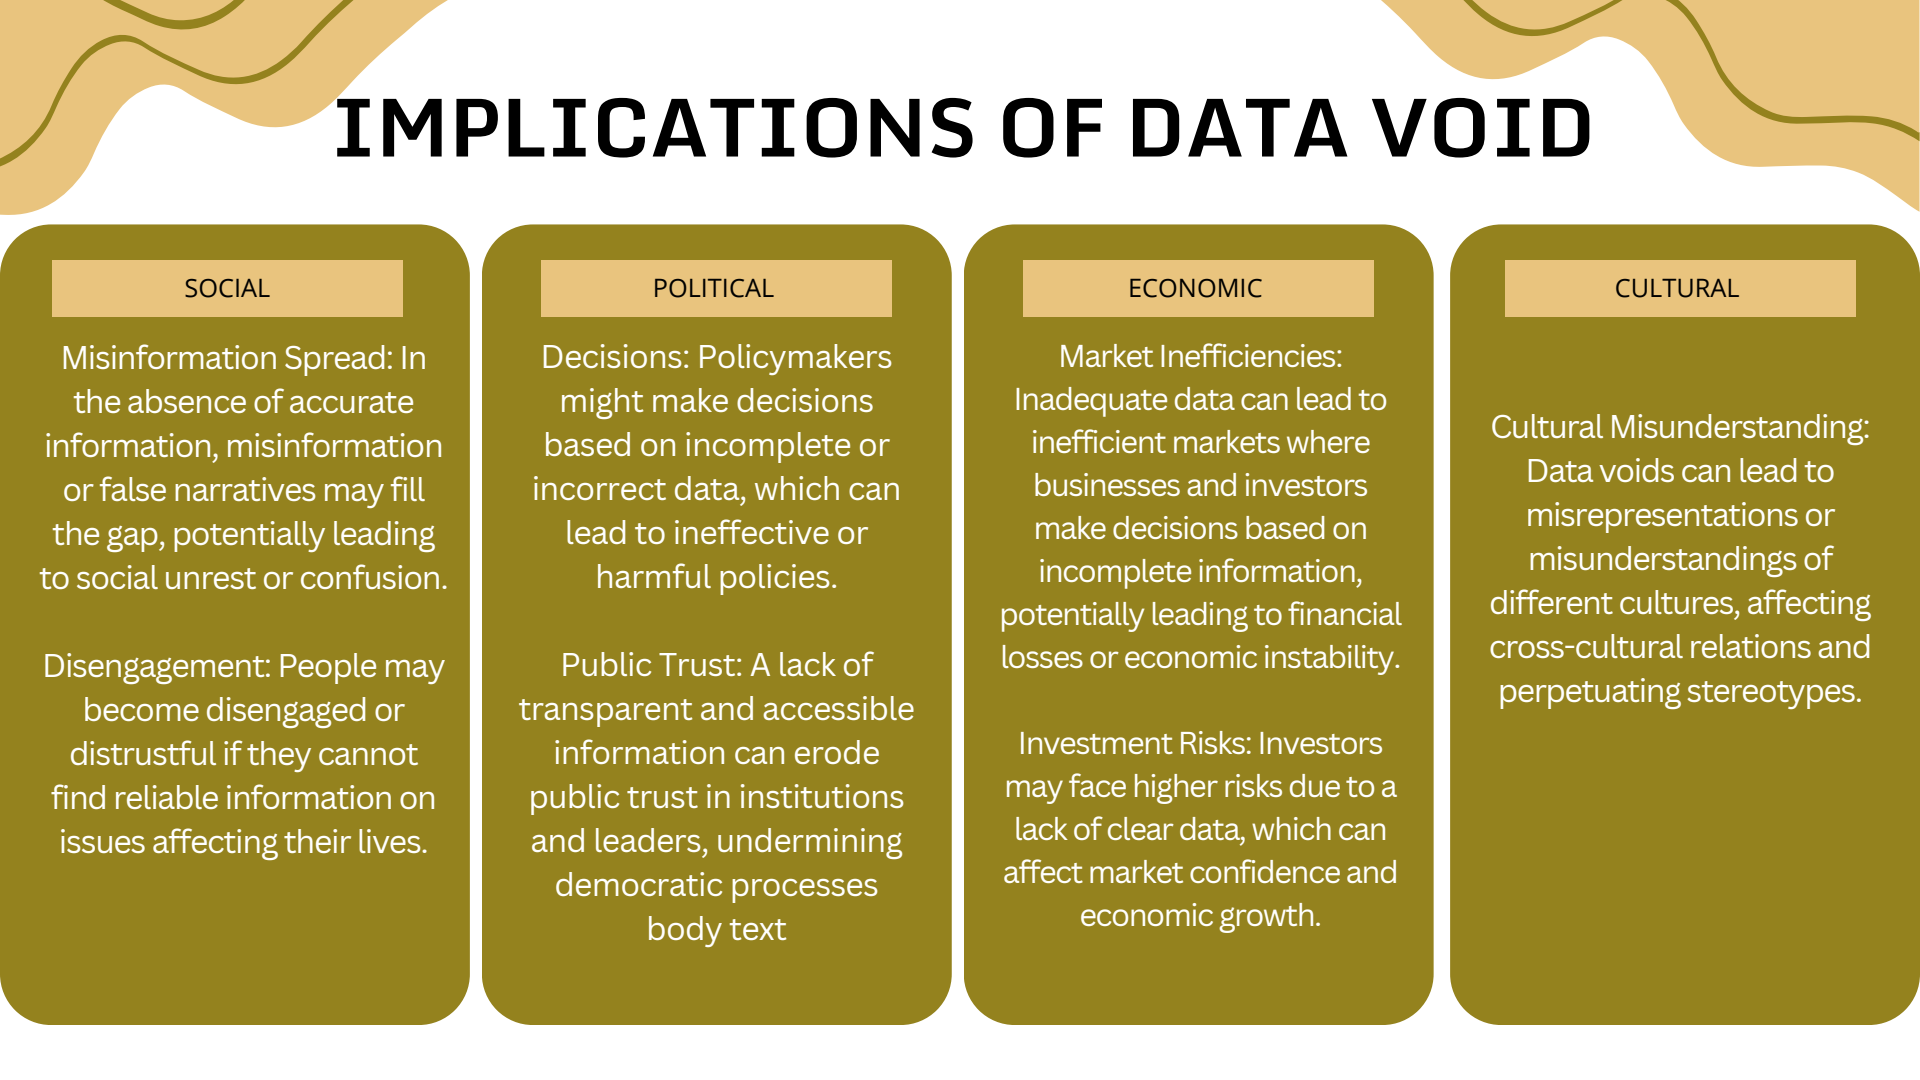 IMPLICATIONS OF DATA VOID
SOCIAL
Misinformation Spread: In
the absence of accurate
information, misinformation
or false narratives may fill
the gap, potentially leading
to social unrest or confusion.
Disengagement: People may
become disengaged or
distrustful if they cannot
find reliable information on
issues affecting their lives.
POLITICAL
Decisions: Policymakers
might make decisions
based on incomplete or
incorrect data, which can
lead to ineffective or
harmful policies.
Public Trust: A lack of
transparent and accessible
information can erode
public trust in institutions
and leaders, undermining
democratic processes
body text
ECONOMIC
Market Inefficiencies:
Inadequate data can lead to
inefficient markets where
businesses and investors
make decisions based on
incomplete information,
potentially leading to financial
losses or economic instability.
Investment Risks: Investors
may face higher risks due to a
lack of clear data, which can
affect market confidence and
economic growth.
CULTURAL
Cultural Misunderstanding:
Data voids can lead to
misrepresentations or
misunderstandings of
different cultures, affecting
cross-cultural relations and
perpetuating stereotypes.